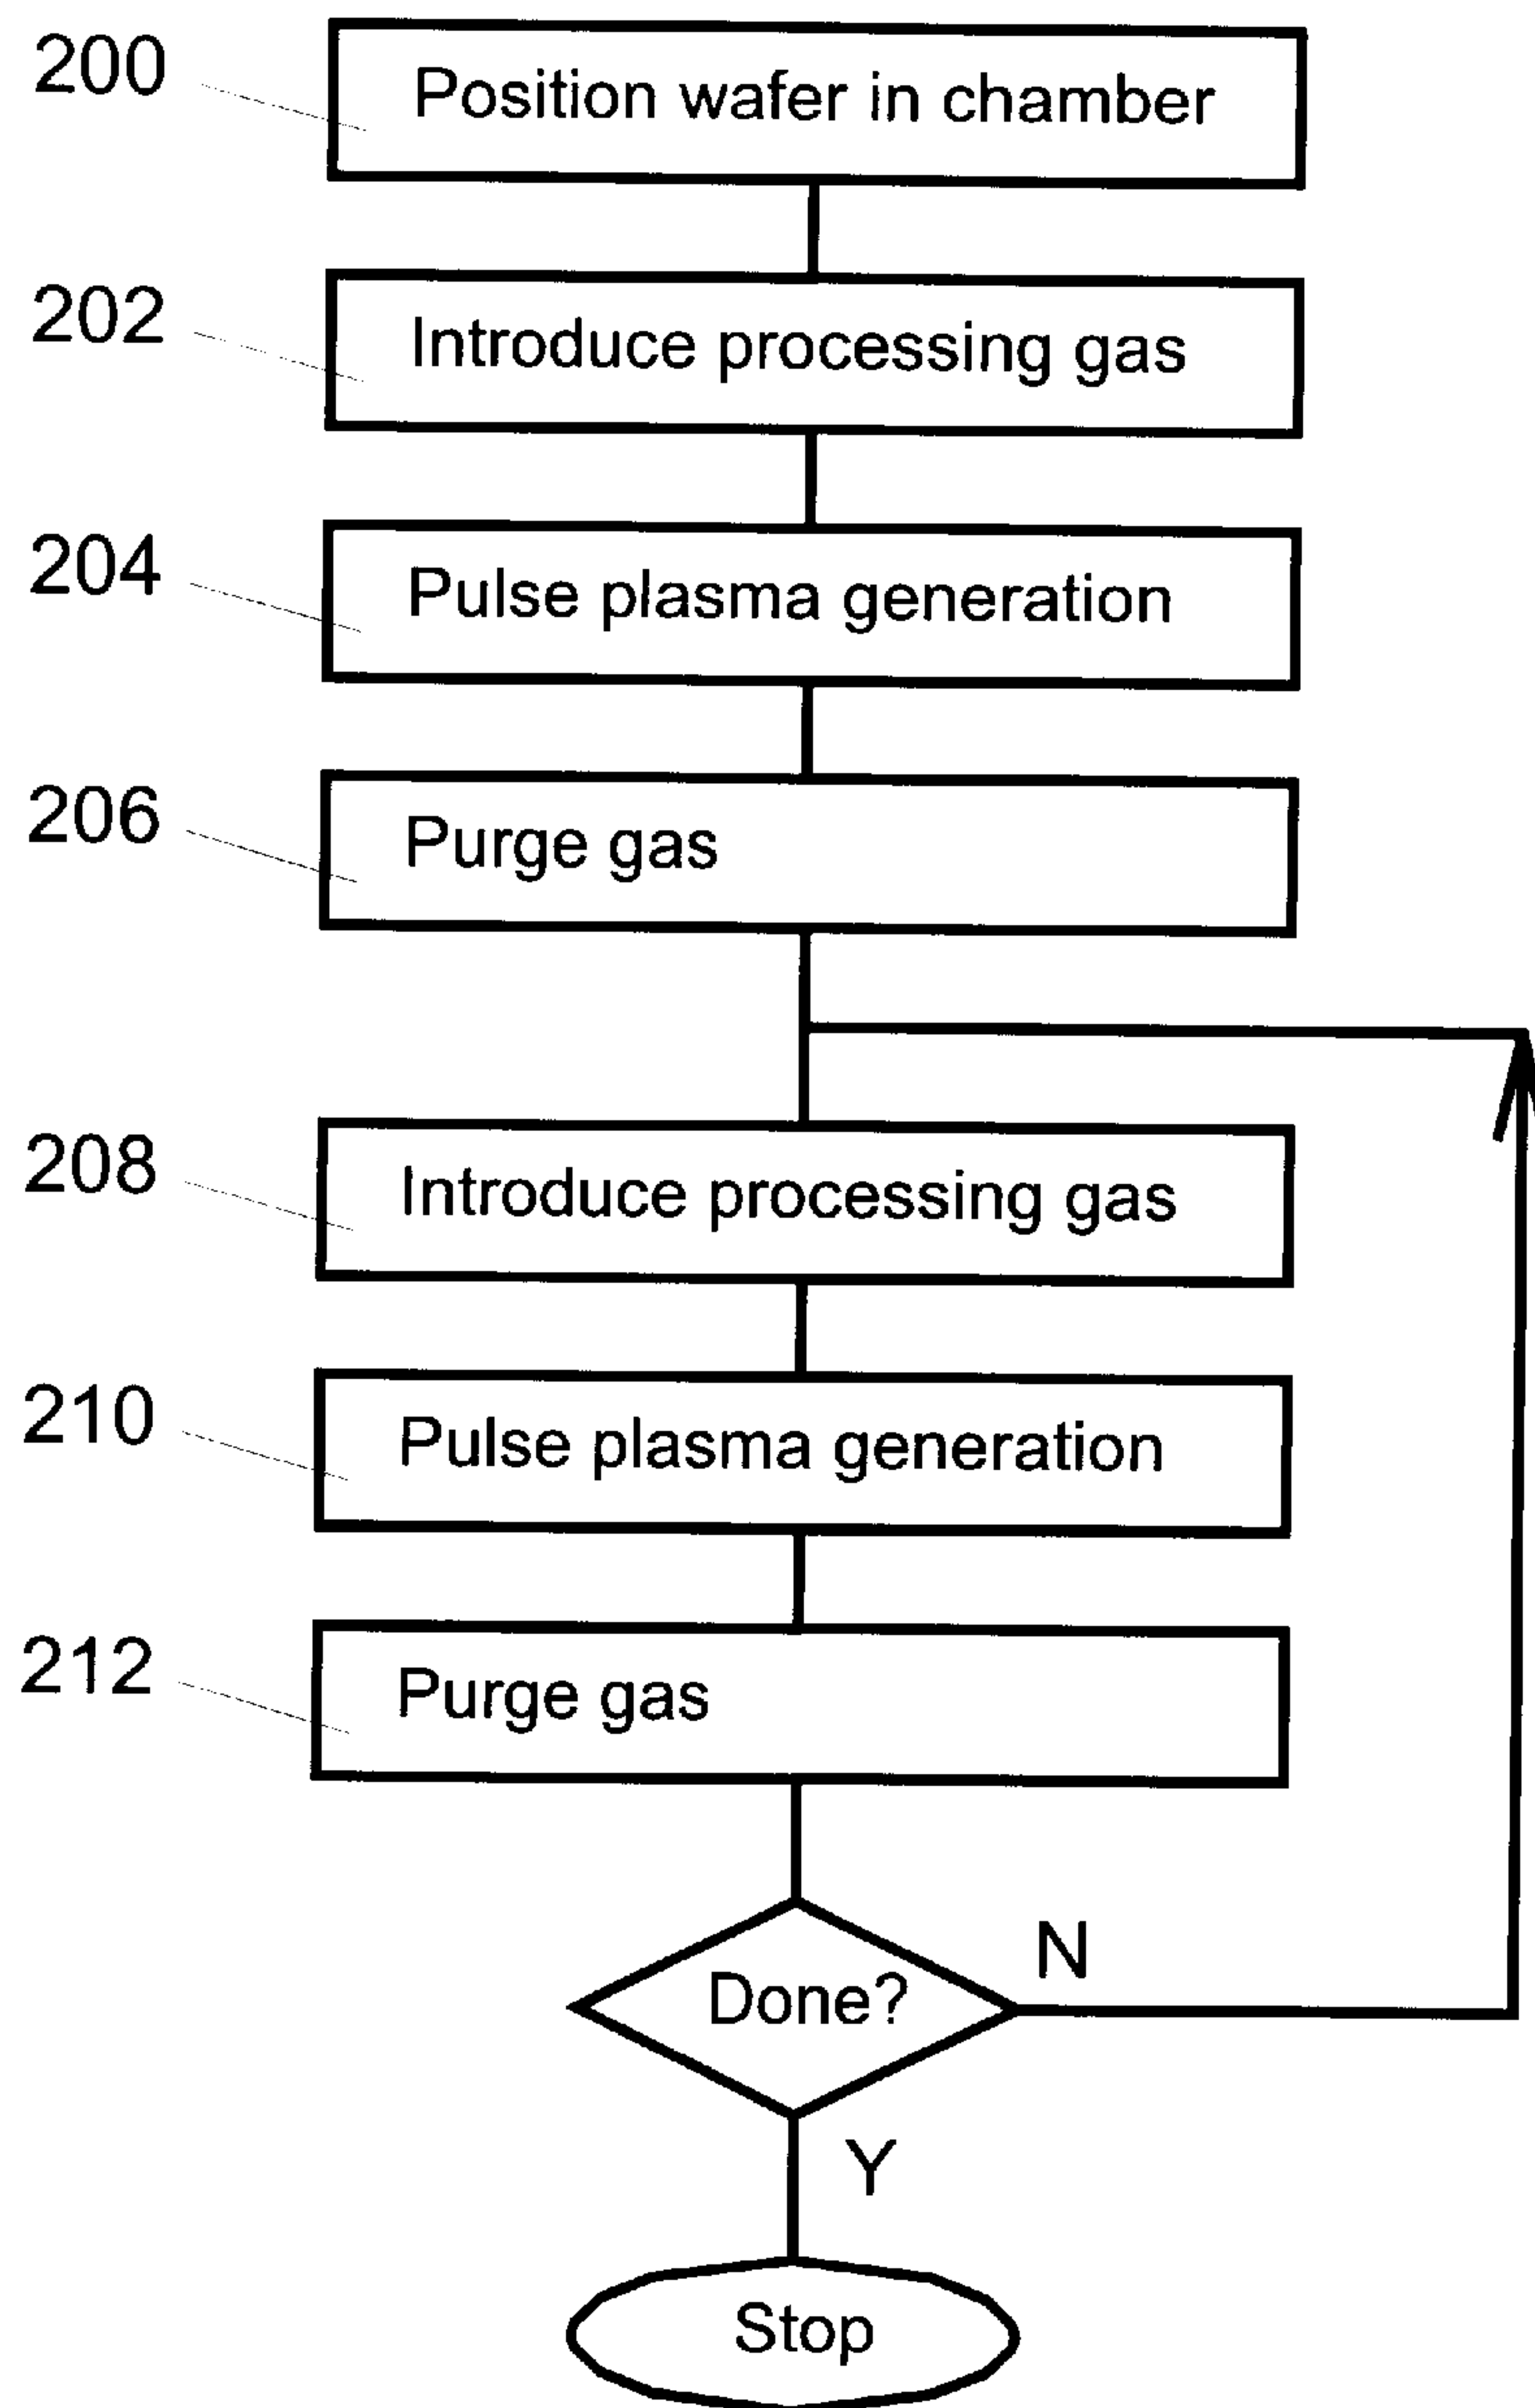 200
Position wafer in chamber
202
Introduce processing gas
204
Pulse plasma generation
206
Purge gas
208
Introduce processing gas
210
Pulse plasma generation
212
Purge gas
Done?
N
Y
Stop